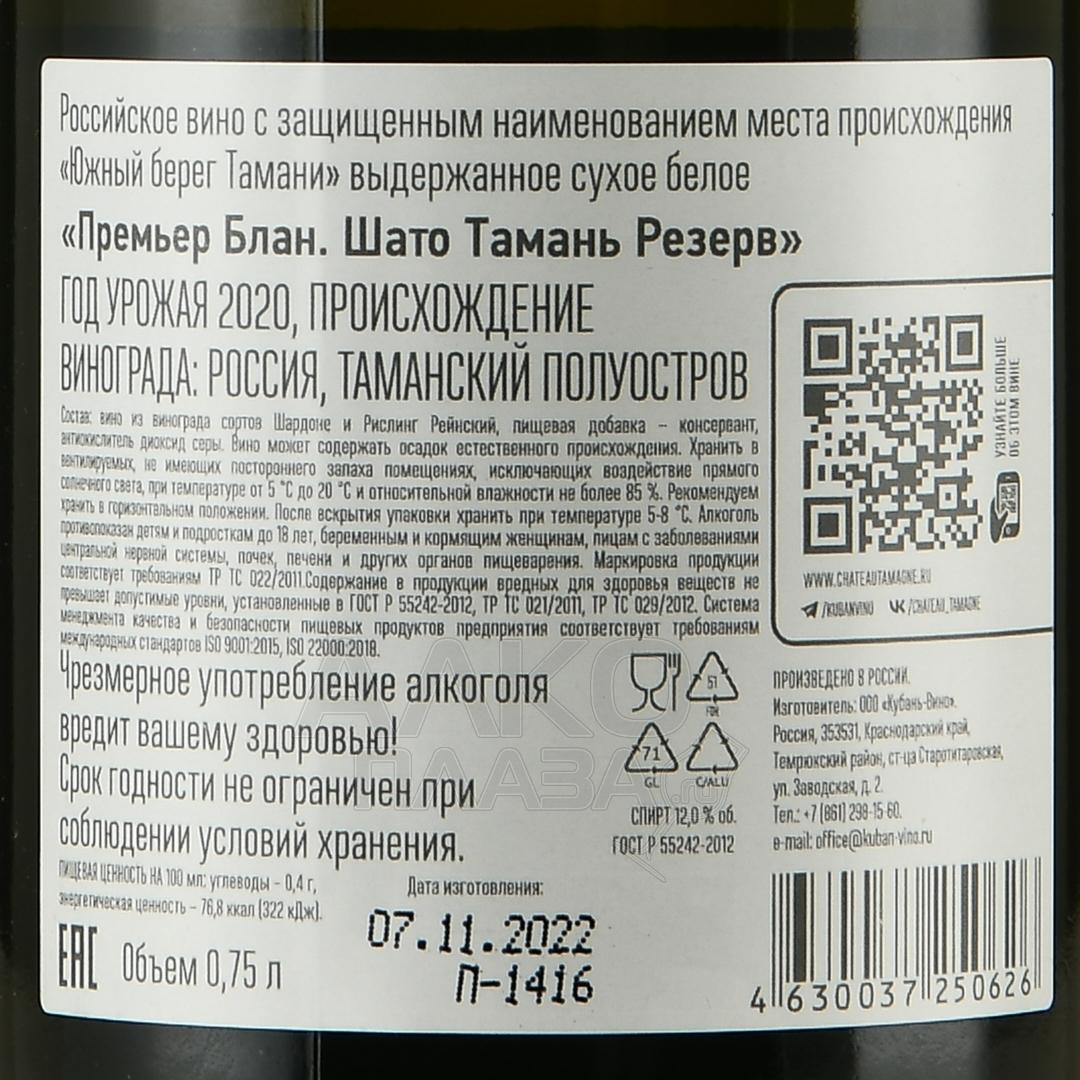 Российское вино с защищенным наименованием места происхождения
«Южный берег Тамани» выдержанное сухое белое
«Премьер Блан. Шато Тамань Резерв»
ГОД УРОЖАЯ 2020, ПРОИСХОЖДЕНИЕ
ВИНОГРАДА: РОССИЯ, ТАМАНСКИЙ ПОЛУОСТРОВ
Состав: вино из винограда сортов Шардоне и Рислинг Рейнский, пищевая добавка – консервант,
антиокислитель диоксид серы. Вино может содержать осадок естественного происхождения. Хранить в
вентилируемых, не имеющих постороннего запаха помещениях, исключающих воздействие прямого
солнечного света, при температуре от 5 °С до 20 °С и относительной влажности не более 85 %. Рекомендуем
хранить в горизонтальном положении. После вскрытия упаковки хранить при температуре 5-8 °С. Алкоголь
противопоказан детям и подросткам до 18 лет, беременным и кормящим женщинам, лицам с заболеваниями
центральной нервной системы, почек, печени и других органов пищеварения. Маркировка продукции
соответствует требованиям ТР ТС 022/2011.Содержание в продукции вредных для здоровья веществ не
превышает допустимые уровни, установленные в ГОСТ Р 55242-2012, ТР ТС 021/2011, ТР ТС 029/2012. Система
менеджмента качества и безопасности пищевых продуктов предприятия соответствует требованиям
международных стандартов ISO 9001:2015, ISO 22000:2018.
Чрезмерное употребление алкоголя
вредит вашему здоровью!
Срок годности не ограничен при
соблюдении условий хранения.
ПИЩЕВАЯ ЦЕННОСТЬ НА 100 мл: углеводы – 0,4 г,
энергетическая ценность – 76,8 ккал (322 кДж).
EAC Объем 0,75 л
Дата изготовления:
07.11.2022
П-1416
51
FOR
71
GL
C/ALU
СПИРТ 12,0 % об.
ГОСТ Р 55242-2012
УЗНАЙТЕ БОЛЬШЕ
ОБ ЭТОМ ВИНЕ
WWW.CHATEAUTAMAGNE.RU
/KUBANVINO /CHATEAU_TAMAGNE
ПРОИЗВЕДЕНО В РОССИИ.
Изготовитель: ООО «Кубань-Вино».
Россия, 353531, Краснодарский край,
Темрюкский район, ст-ца Старотитаровская,
ул. Заводская, д. 2.
Тел.: +7 (861) 298-15-60.
e-mail: office@kuban-vino.ru
4 630037 250626
АЛКО
ПЛАЗА.ru